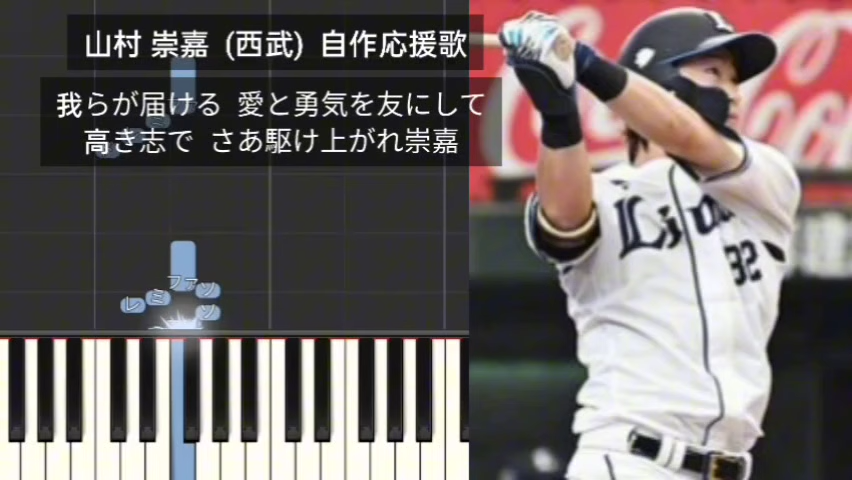 山村 崇嘉  (西武)  自作応援歌
我らが届ける  愛と勇気を友にして
高き志で  さあ駆け上がれ崇嘉
ファ
ソ
ミ
レ
ソ
Lions
32